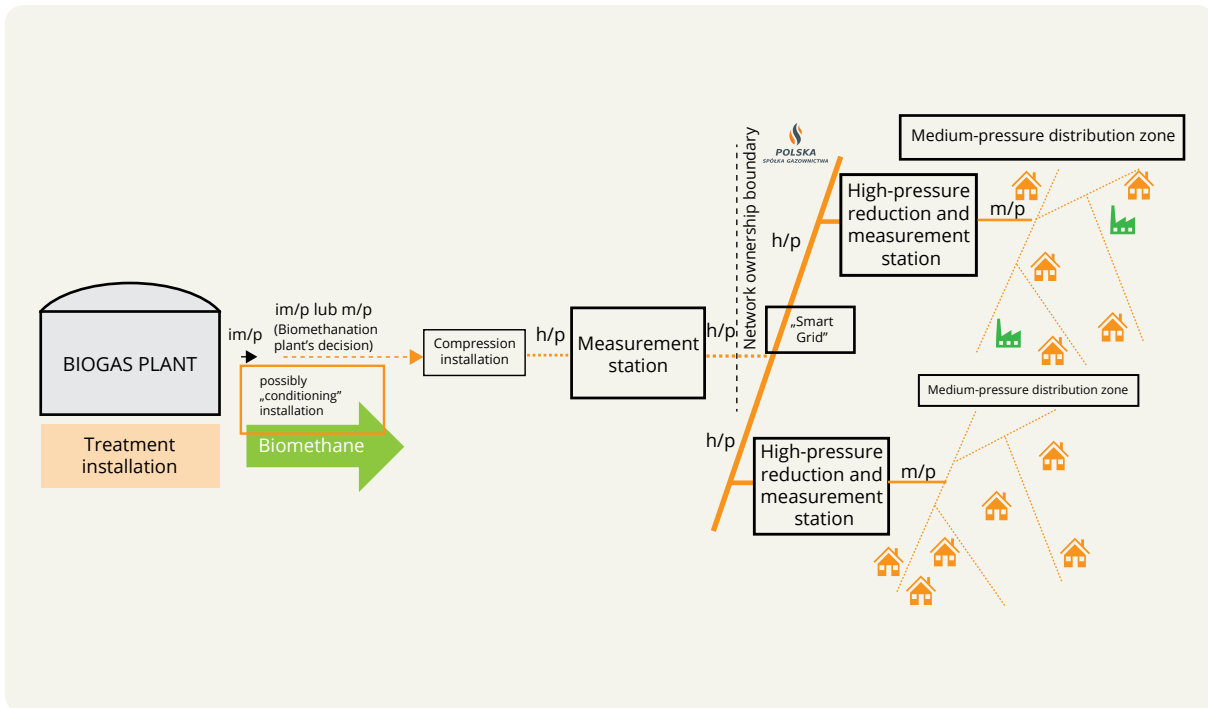 BIOGAS PLANT
Treatment
installation
im/p
im/p lub m/p
(Biomethanation
plant's decision)
possibly
„conditioning”
installation
Biomethane
Compression
installation
h/p
Measurement
station
h/p
Network ownership boundary
POLSKA
SPÓŁKA GAZOWNICTWA
h/p
„Smart
Grid”
h/p
High-pressure
reduction and
measurement
station
m/p
Medium-pressure distribution zone
High-pressure
reduction and
measurement
station
m/p
Medium-pressure distribution zone